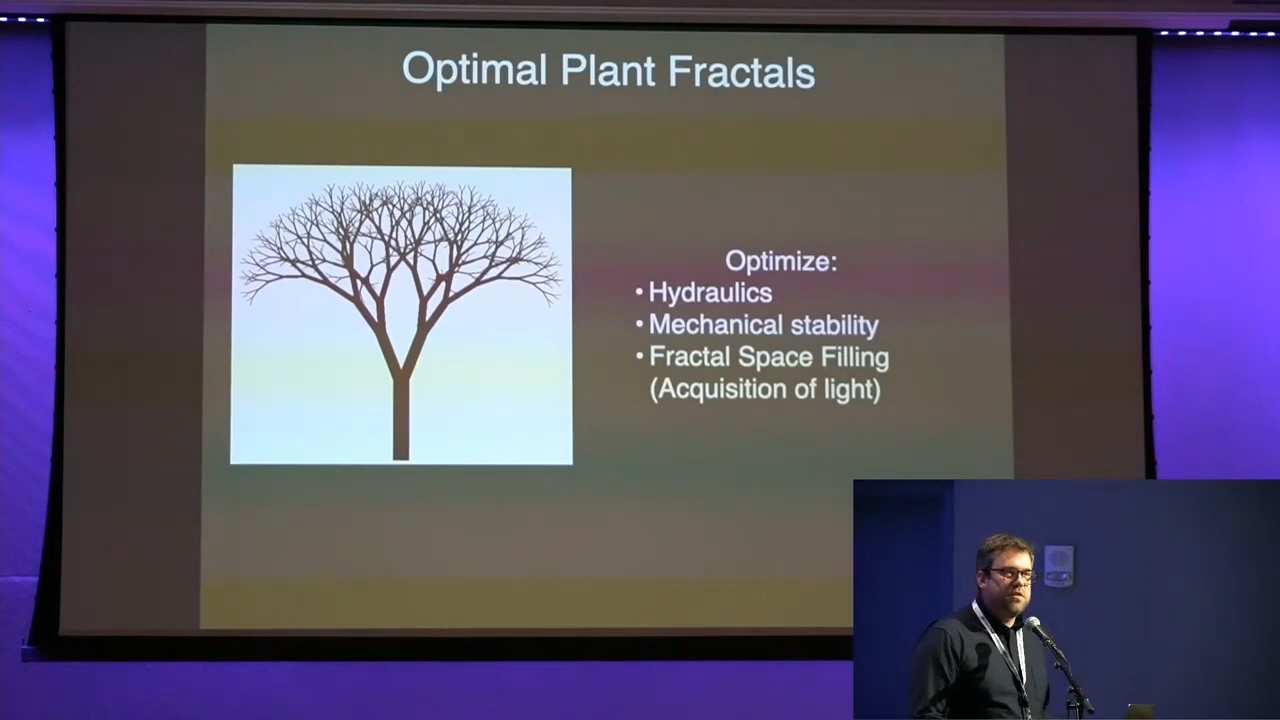 Optimal Plant Fractals
Optimize:
• Hydraulics
• Mechanical stability
• Fractal Space Filling
(Acquisition of light)